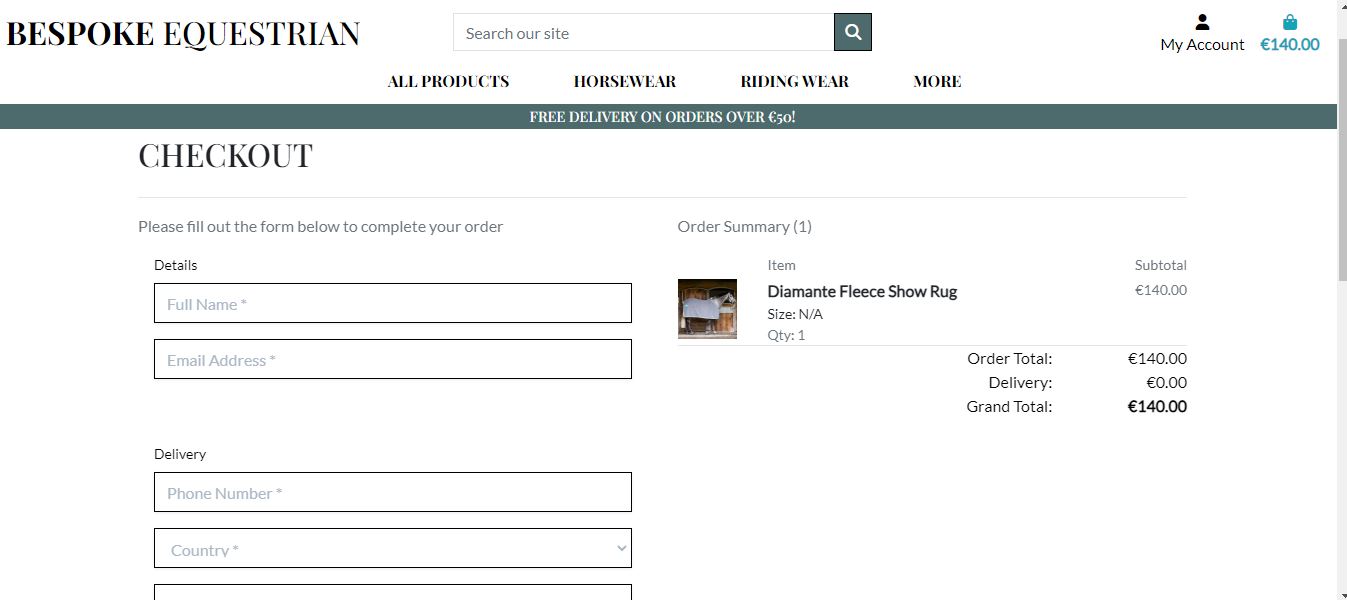 BESPOKE EQUESTRIAN
Search our site
My Account
€140.00
ALL PRODUCTS
HORSEWEAR
RIDING WEAR
MORE
FREE DELIVERY ON ORDERS OVER €50!
CHECKOUT
Please fill out the form below to complete your order
Details
Full Name *
Email Address *
Delivery
Phone Number *
Country *
Order Summary (1)
Item Subtotal
Diamante Fleece Show Rug €140.00
Size: N/A
Qty: 1
Order Total: €140.00
Delivery: €0.00
Grand Total: €140.00